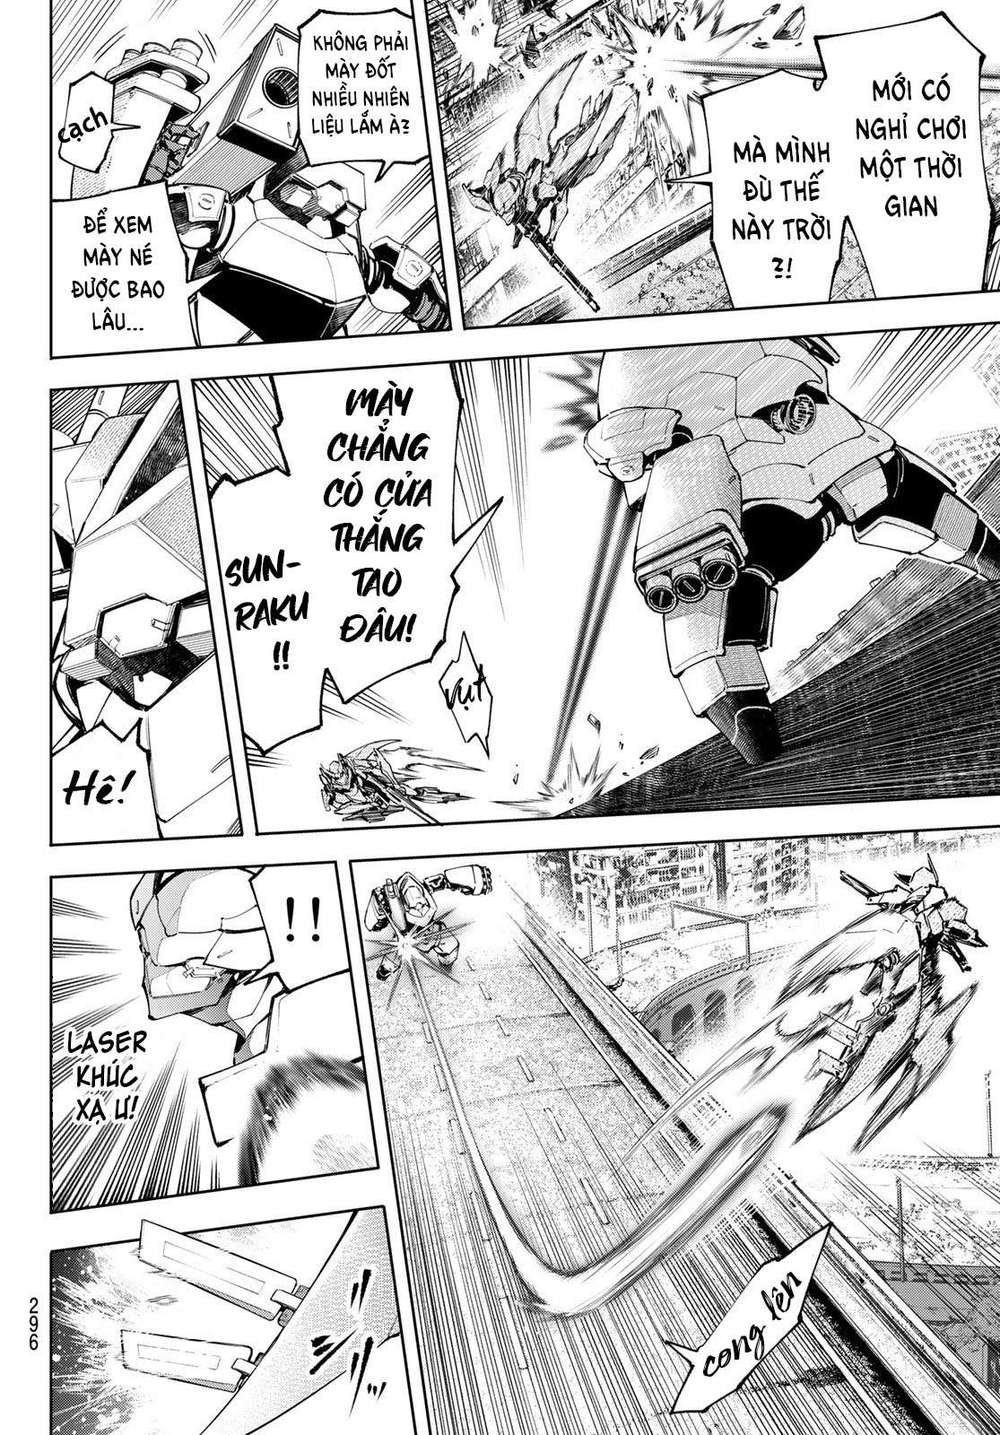 MỚI CÓ
NGHỈ CHƠI
MỘT THỜI
GIAN
MÀ MÌNH
ĐÙ THẾ
NÀY TRỜI
?!
KHÔNG PHẢI
MÀY ĐỐT
NHIỀU NHIÊN
LIỆU LẮM À?
cạch
ĐỂ XEM
MÀY NÉ
ĐƯỢC BAO
LÂU...
MÀY
CHẲNG
CÓ CỬA
THẮNG
TAO
ĐÂU!
SUN-
RAKU
!!
vụt
Hê!
!!
LASER
KHÚC
XẠ Ư!
cong lên
296